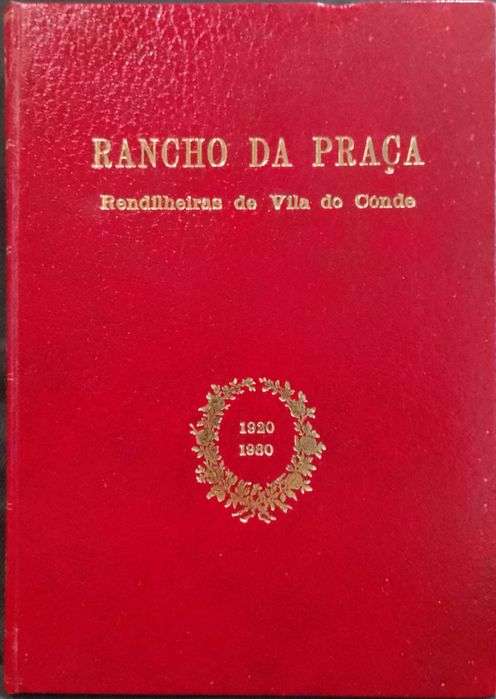 RANCHO DA PRAÇA
Rendilheiras de Vila do Conde
1920
1980